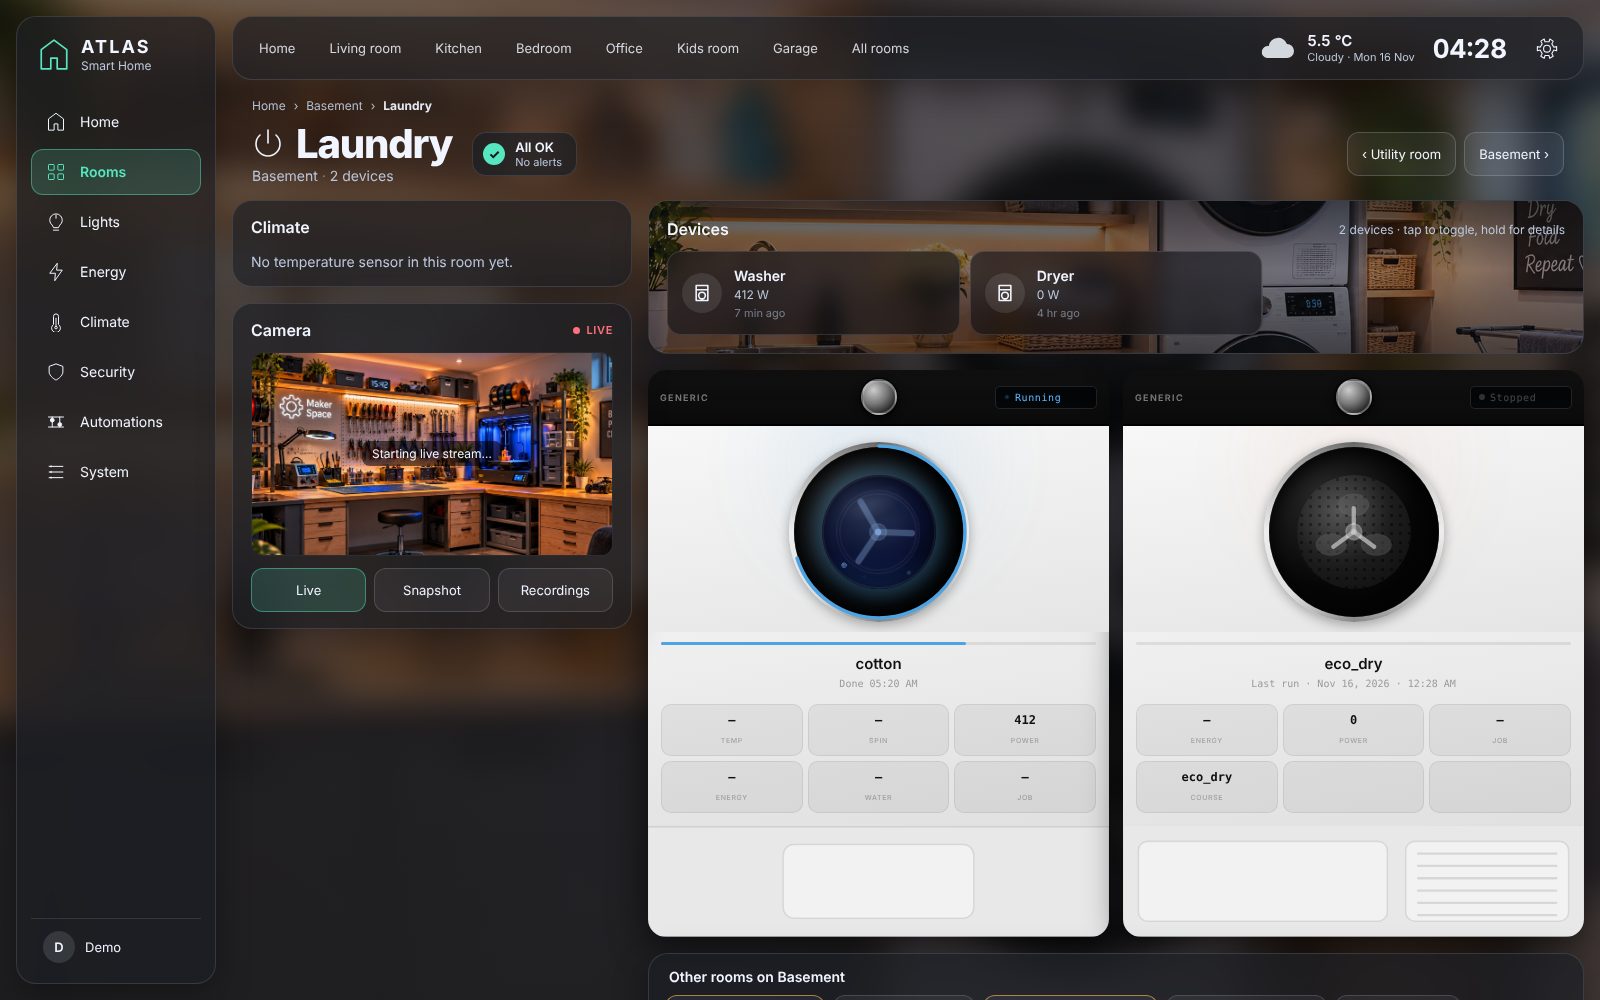 ATLAS
Smart Home
Home
Rooms
Lights
Energy
Climate
Security
Automations
System
D
Demo
Home
Living room
Kitchen
Bedroom
Office
Kids room
Garage
All rooms
5.5 °C
Cloudy · Mon 16 Nov
04:28
Home › Basement › Laundry
Laundry
All OK
No alerts
Basement · 2 devices
‹ Utility room
Basement ›
Climate
No temperature sensor in this room yet.
Camera
LIVE
15:42
Maker
Space
Starting live stream...
Live
Snapshot
Recordings
Devices
2 devices · tap to toggle, hold for details
Dry
Fold
Repeat
Washer
412 W
7 min ago
Dryer
0 W
4 hr ago
GENERIC
Running
cotton
Done 05:20 AM
–
TEMP
–
SPIN
412
POWER
–
ENERGY
–
WATER
–
JOB
GENERIC
Stopped
eco_dry
Last run · Nov 16, 2026 · 12:28 AM
–
ENERGY
0
POWER
–
JOB
eco_dry
COURSE
Other rooms on Basement